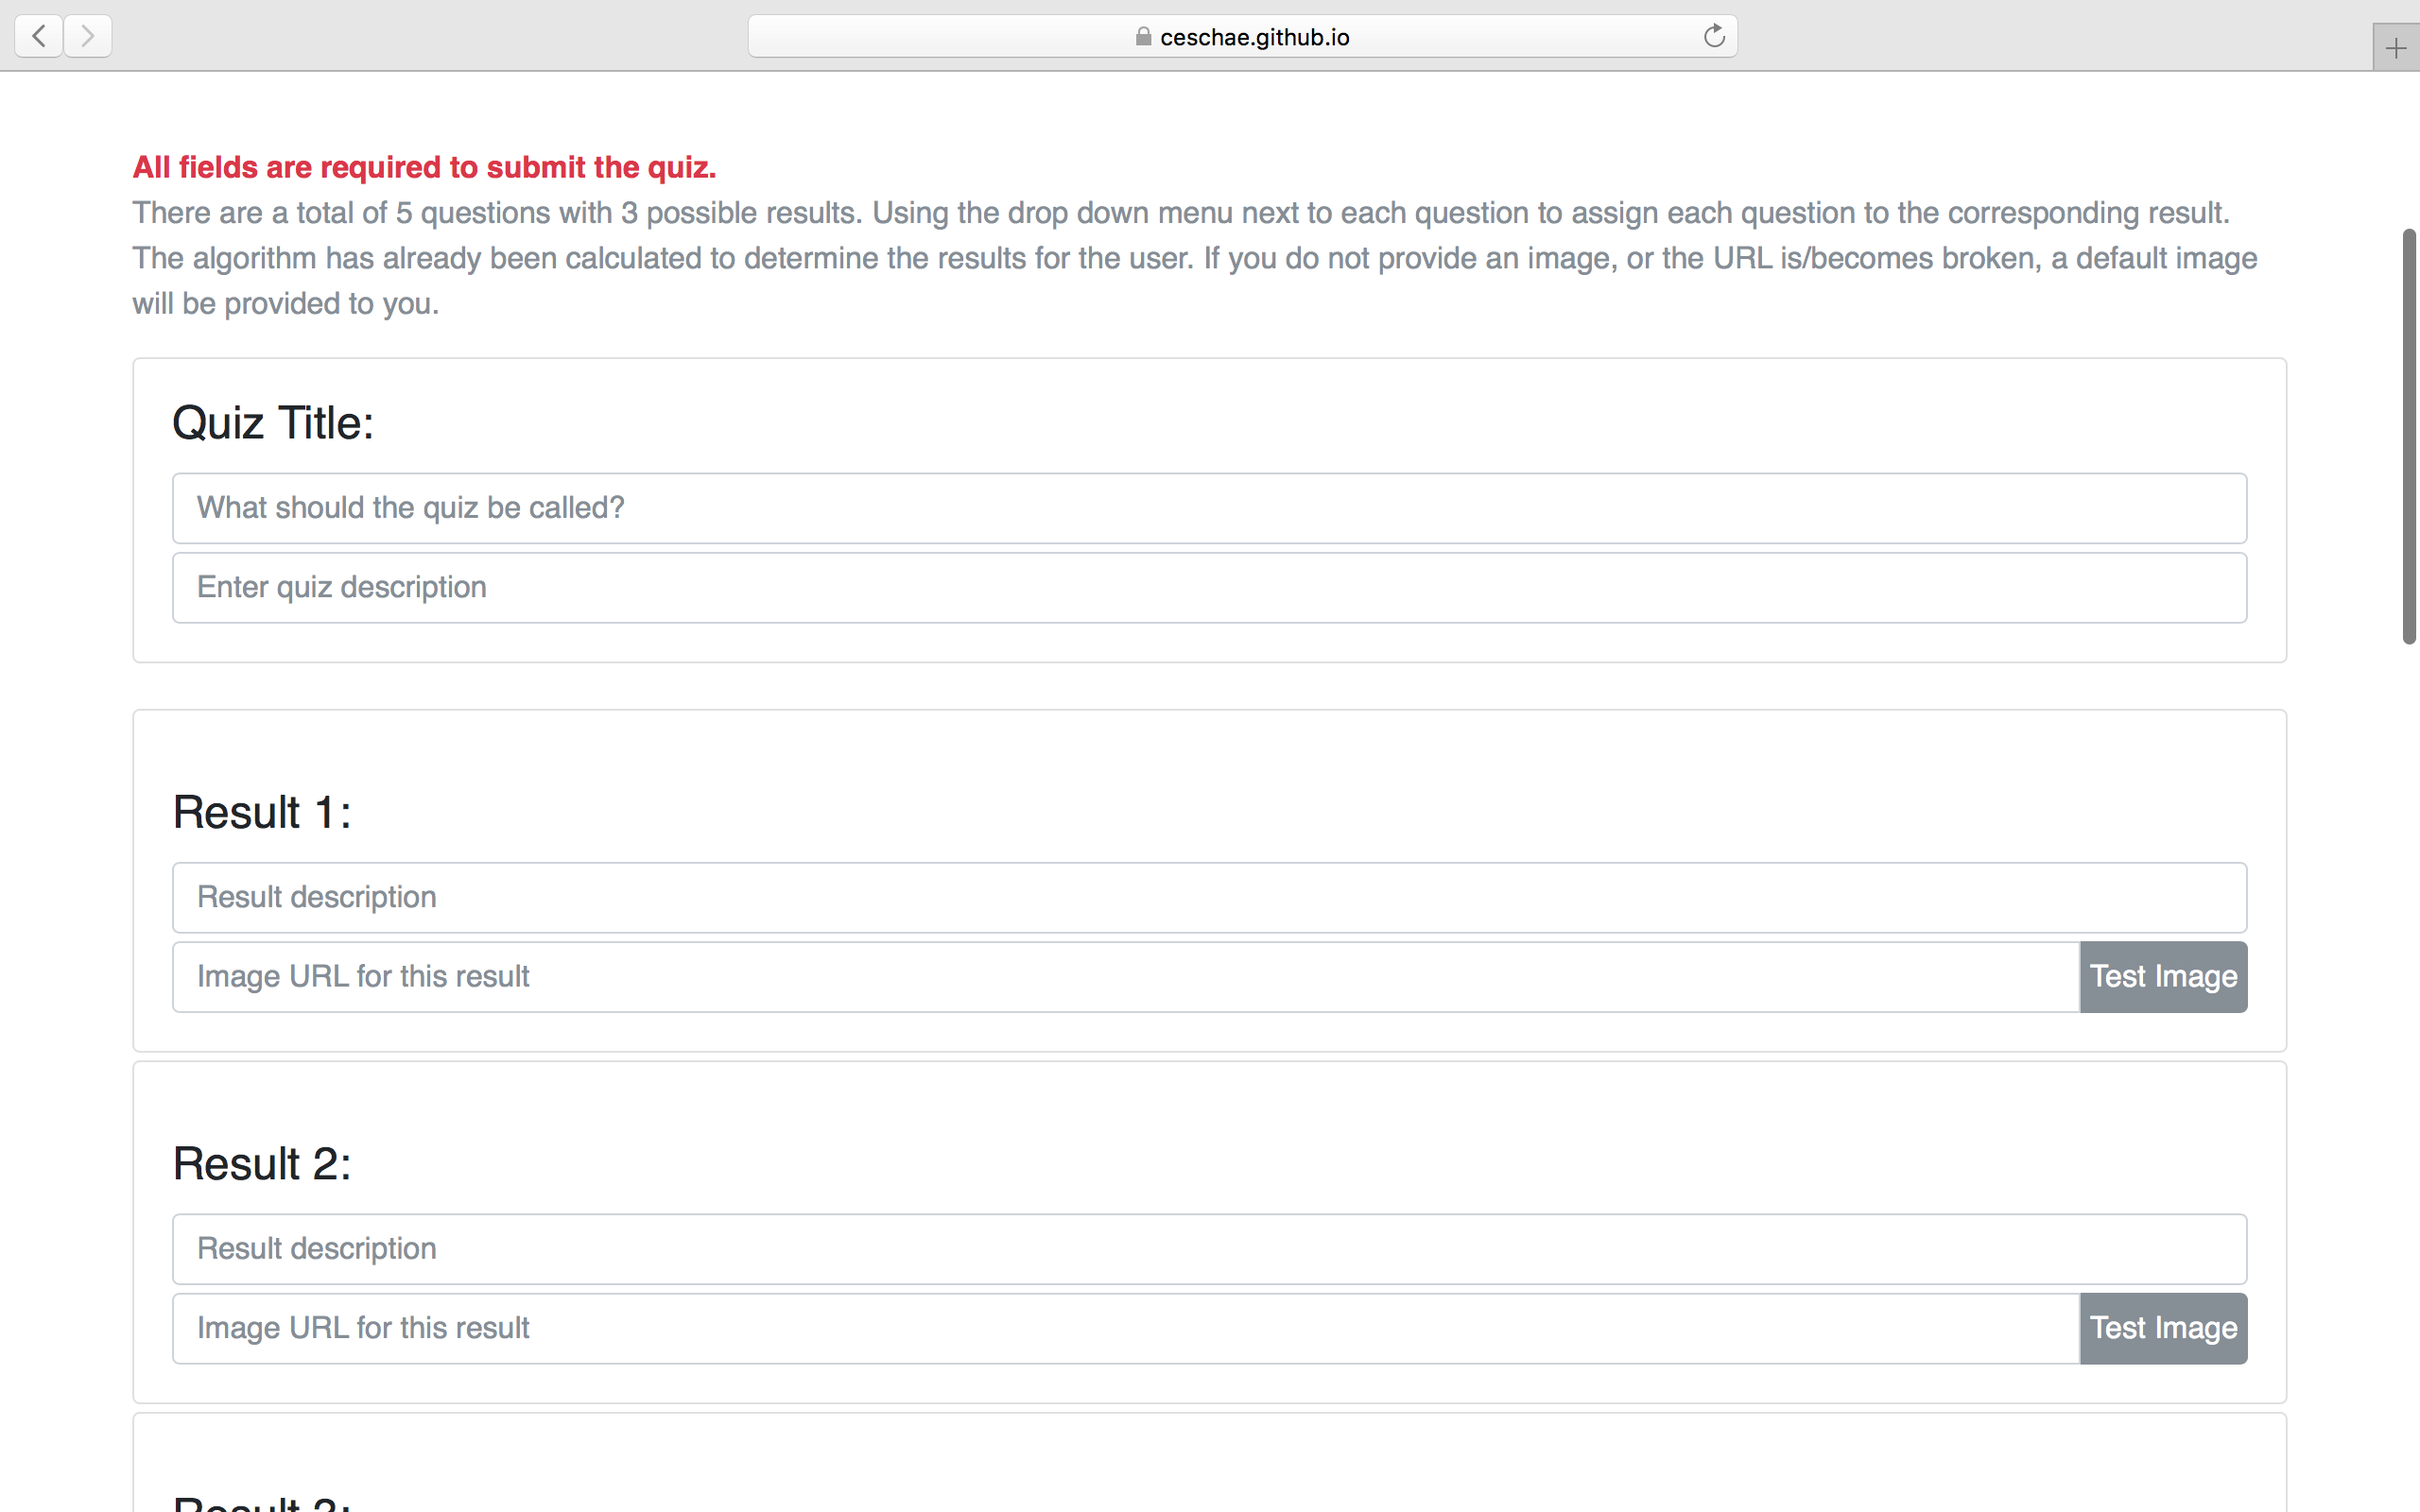 ceschae.github.io
All fields are required to submit the quiz.
There are a total of 5 questions with 3 possible results. Using the drop down menu next to each question to assign each question to the corresponding result.
The algorithm has already been calculated to determine the results for the user. If you do not provide an image, or the URL is/becomes broken, a default image
will be provided to you.
Quiz Title:
What should the quiz be called?
Enter quiz description
Result 1:
Result description
Image URL for this result Test Image
Result 2:
Result description
Image URL for this result Test Image
Result 3: